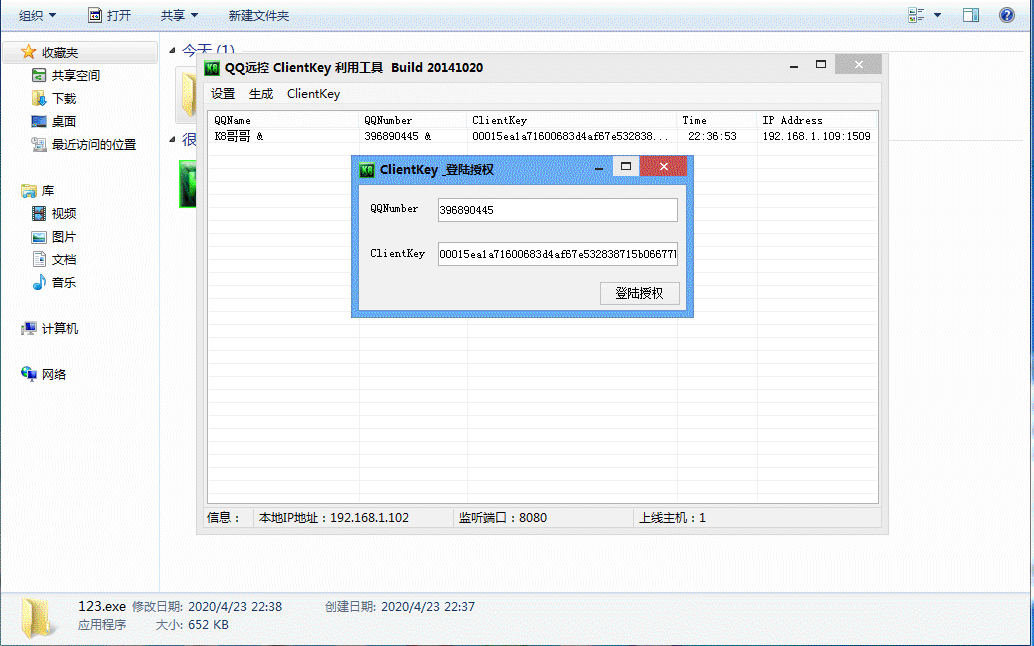 组织 打开 共享 新建文件夹
收藏夹
共享空间
下载
桌面
最近访问的位置
库
视频
图片
文档
音乐
计算机
网络
今天 (1)
很
QQ远控 ClientKey 利用工具 Build 20141020
设置 生成 ClientKey
QQName QQNumber ClientKey Time IP Address
K8哥哥 & 396890445 & 00015ea1a71600683d4af67e532838... 22:36:53 192.168.1.109:1509
ClientKey _登陆授权
QQNumber 396890445
ClientKey 00015ea1a71600683d4af67e532838715b06677
登陆授权
信息： 本地IP地址：192.168.1.102 监听端口：8080 上线主机：1
123.exe 修改日期: 2020/4/23 22:38 创建日期: 2020/4/23 22:37
应用程序 大小: 652 KB